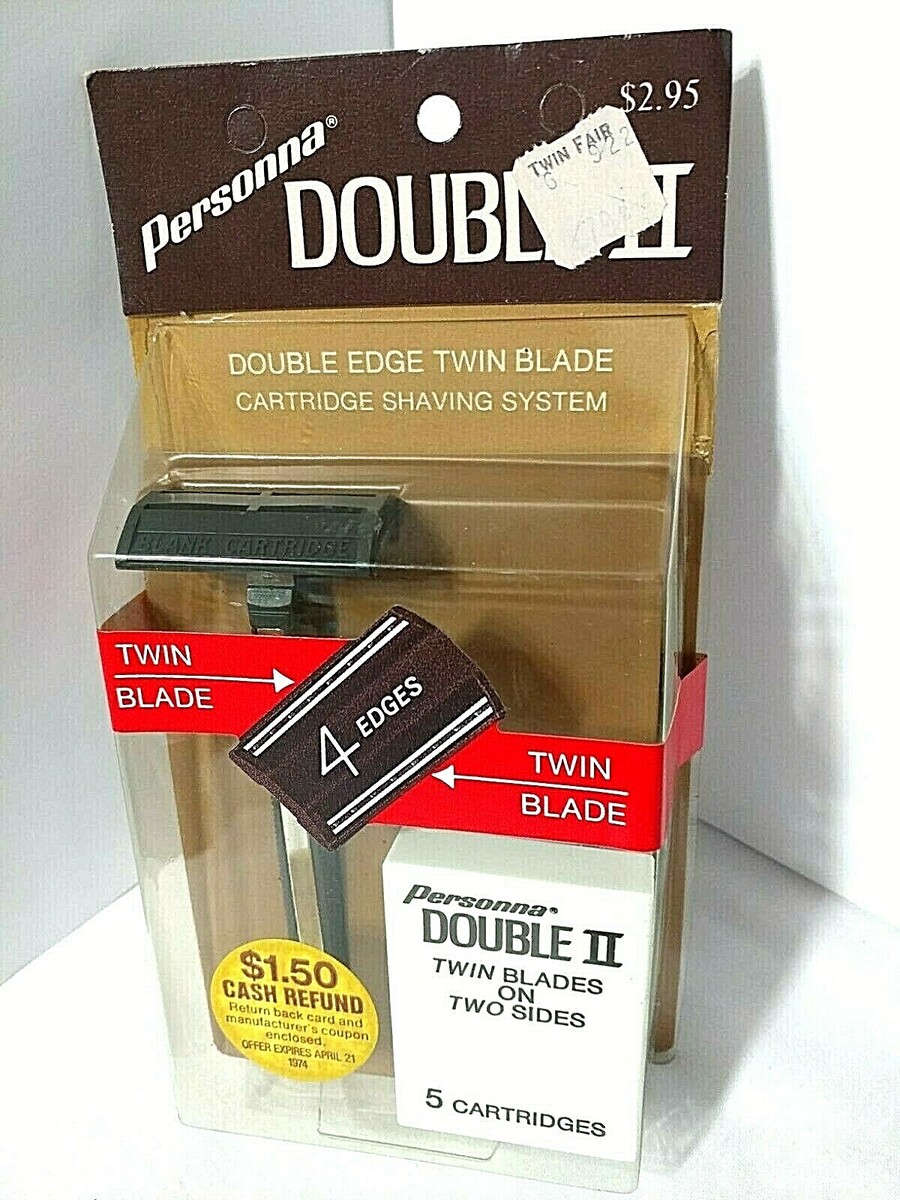 $2.95
Personna®
DOUBLE II
TWIN FAIR
DOUBLE EDGE TWIN BLADE
CARTRIDGE SHAVING SYSTEM
BLANK CARTRIDGE
TWIN
BLADE
4 EDGES
TWIN
BLADE
Personna®
DOUBLE II
TWIN BLADES
ON
TWO SIDES
5 CARTRIDGES
$1.50
CASH REFUND
Return back card and
manufacturer's coupon
enclosed.
OFFER EXPIRES APRIL 21
1974